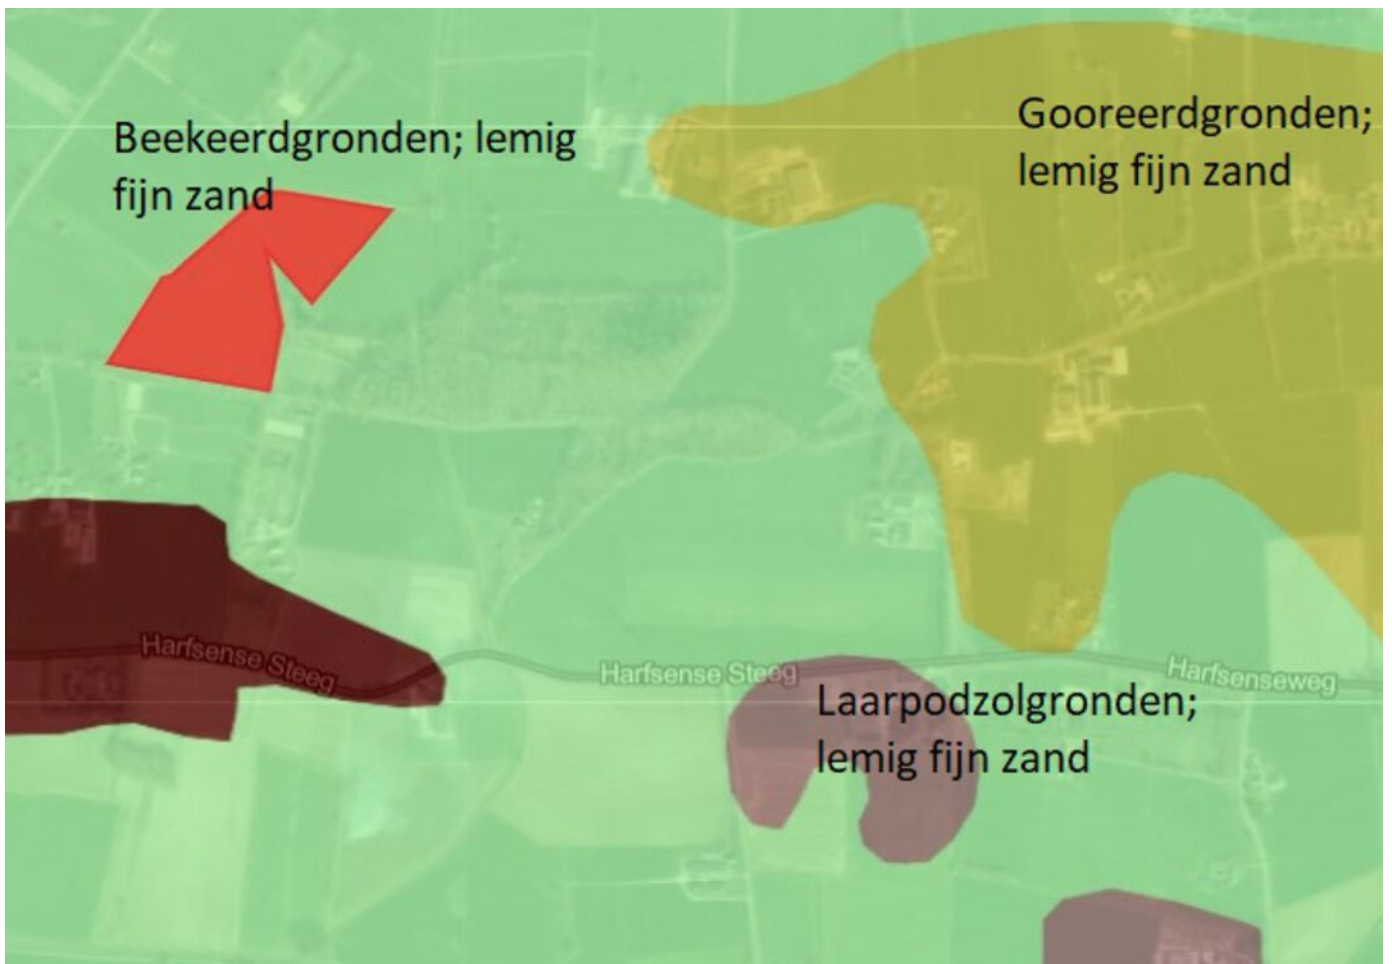 Beekeerdgronden; lemig
fijn zand
Gooreerdgronden;
lemig fijn zand
Harfsense Steeg
Harfsense Steeg
Harfsenseweg
Laarpodzolgronden;
lemig fijn zand